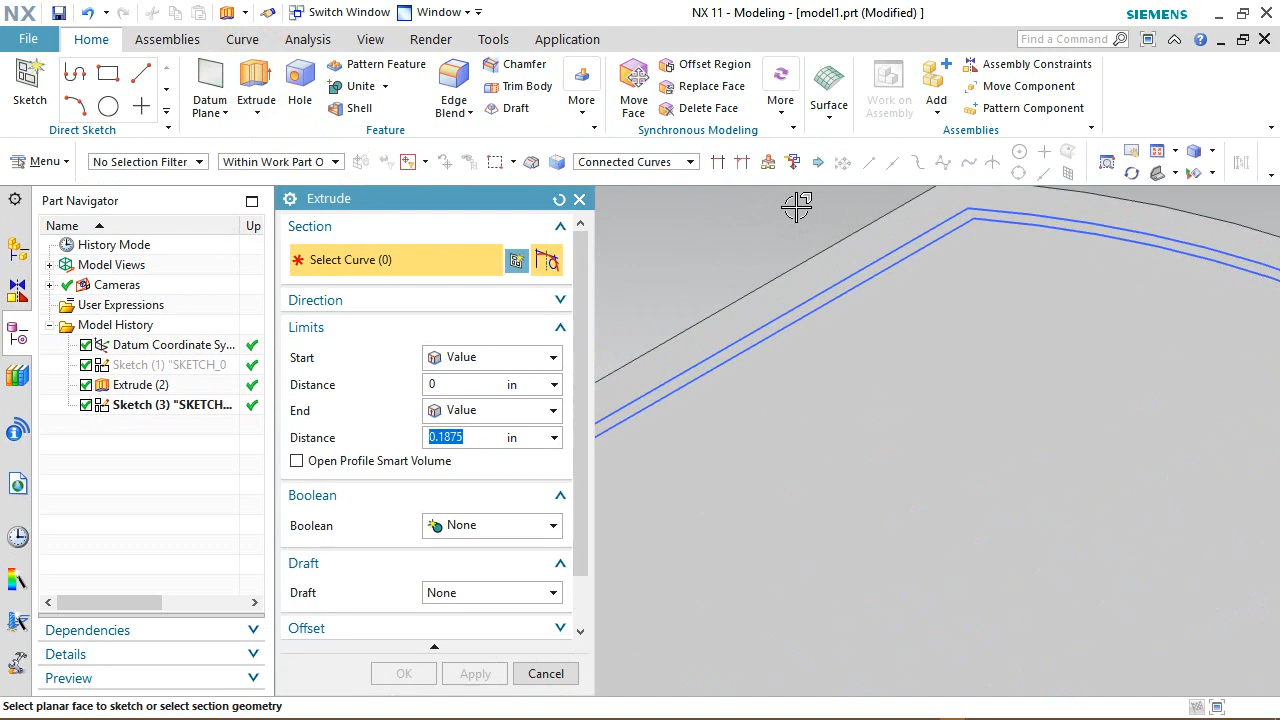 NX
Switch Window
Window
NX 11 - Modeling - [model1.prt (Modified) ]
SIEMENS
File
Home
Assemblies
Curve
Analysis
View
Render
Tools
Application
Find a Command
Sketch
Direct Sketch
Datum Plane
Extrude
Hole
Pattern Feature
Unite
Shell
Edge Blend
Chamfer
Trim Body
Draft
More
Feature
Move Face
Offset Region
Replace Face
Delete Face
More
Synchronous Modeling
Surface
Work on Assembly
Add
Assembly Constraints
Move Component
Pattern Component
Assemblies
Menu
No Selection Filter
Within Work Part O
Connected Curves
Part Navigator
Name
Up
History Mode
Model Views
Cameras
User Expressions
Model History
Datum Coordinate Sy...
Sketch (1) "SKETCH_0
Extrude (2)
Sketch (3) "SKETCH...
Dependencies
Details
Preview
Extrude
Section
* Select Curve (0)
Direction
Limits
Start
Value
Distance
0
in
End
Value
Distance
0.1875
in
Open Profile Smart Volume
Boolean
Boolean
None
Draft
Draft
None
Offset
OK
Apply
Cancel
Select planar face to sketch or select section geometry